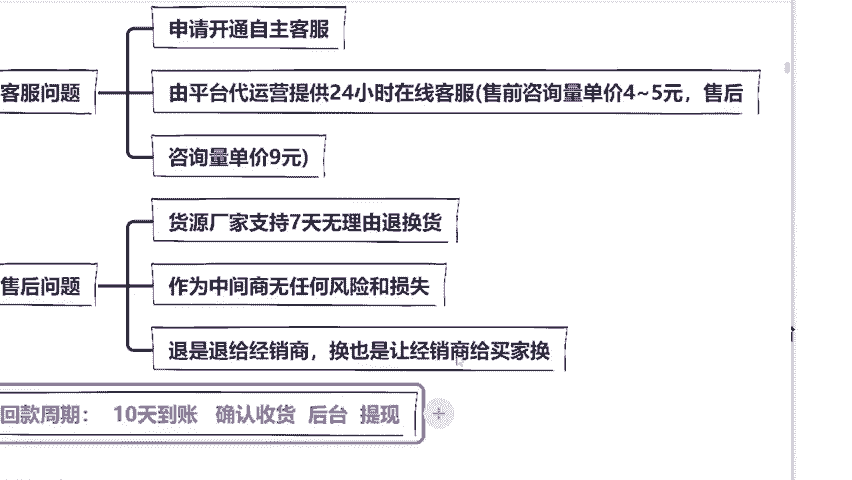 申请开通自主客服
客服问题
由平台代运营提供24小时在线客服(售前咨询量单价4~5元，售后
咨询量单价9元)
货源厂家支持7天无理由退换货
售后问题
作为中间商无任何风险和损失
退是退给经销商，换也是让经销商给买家换
回款周期： 10天到账 确认收货 后台 提现